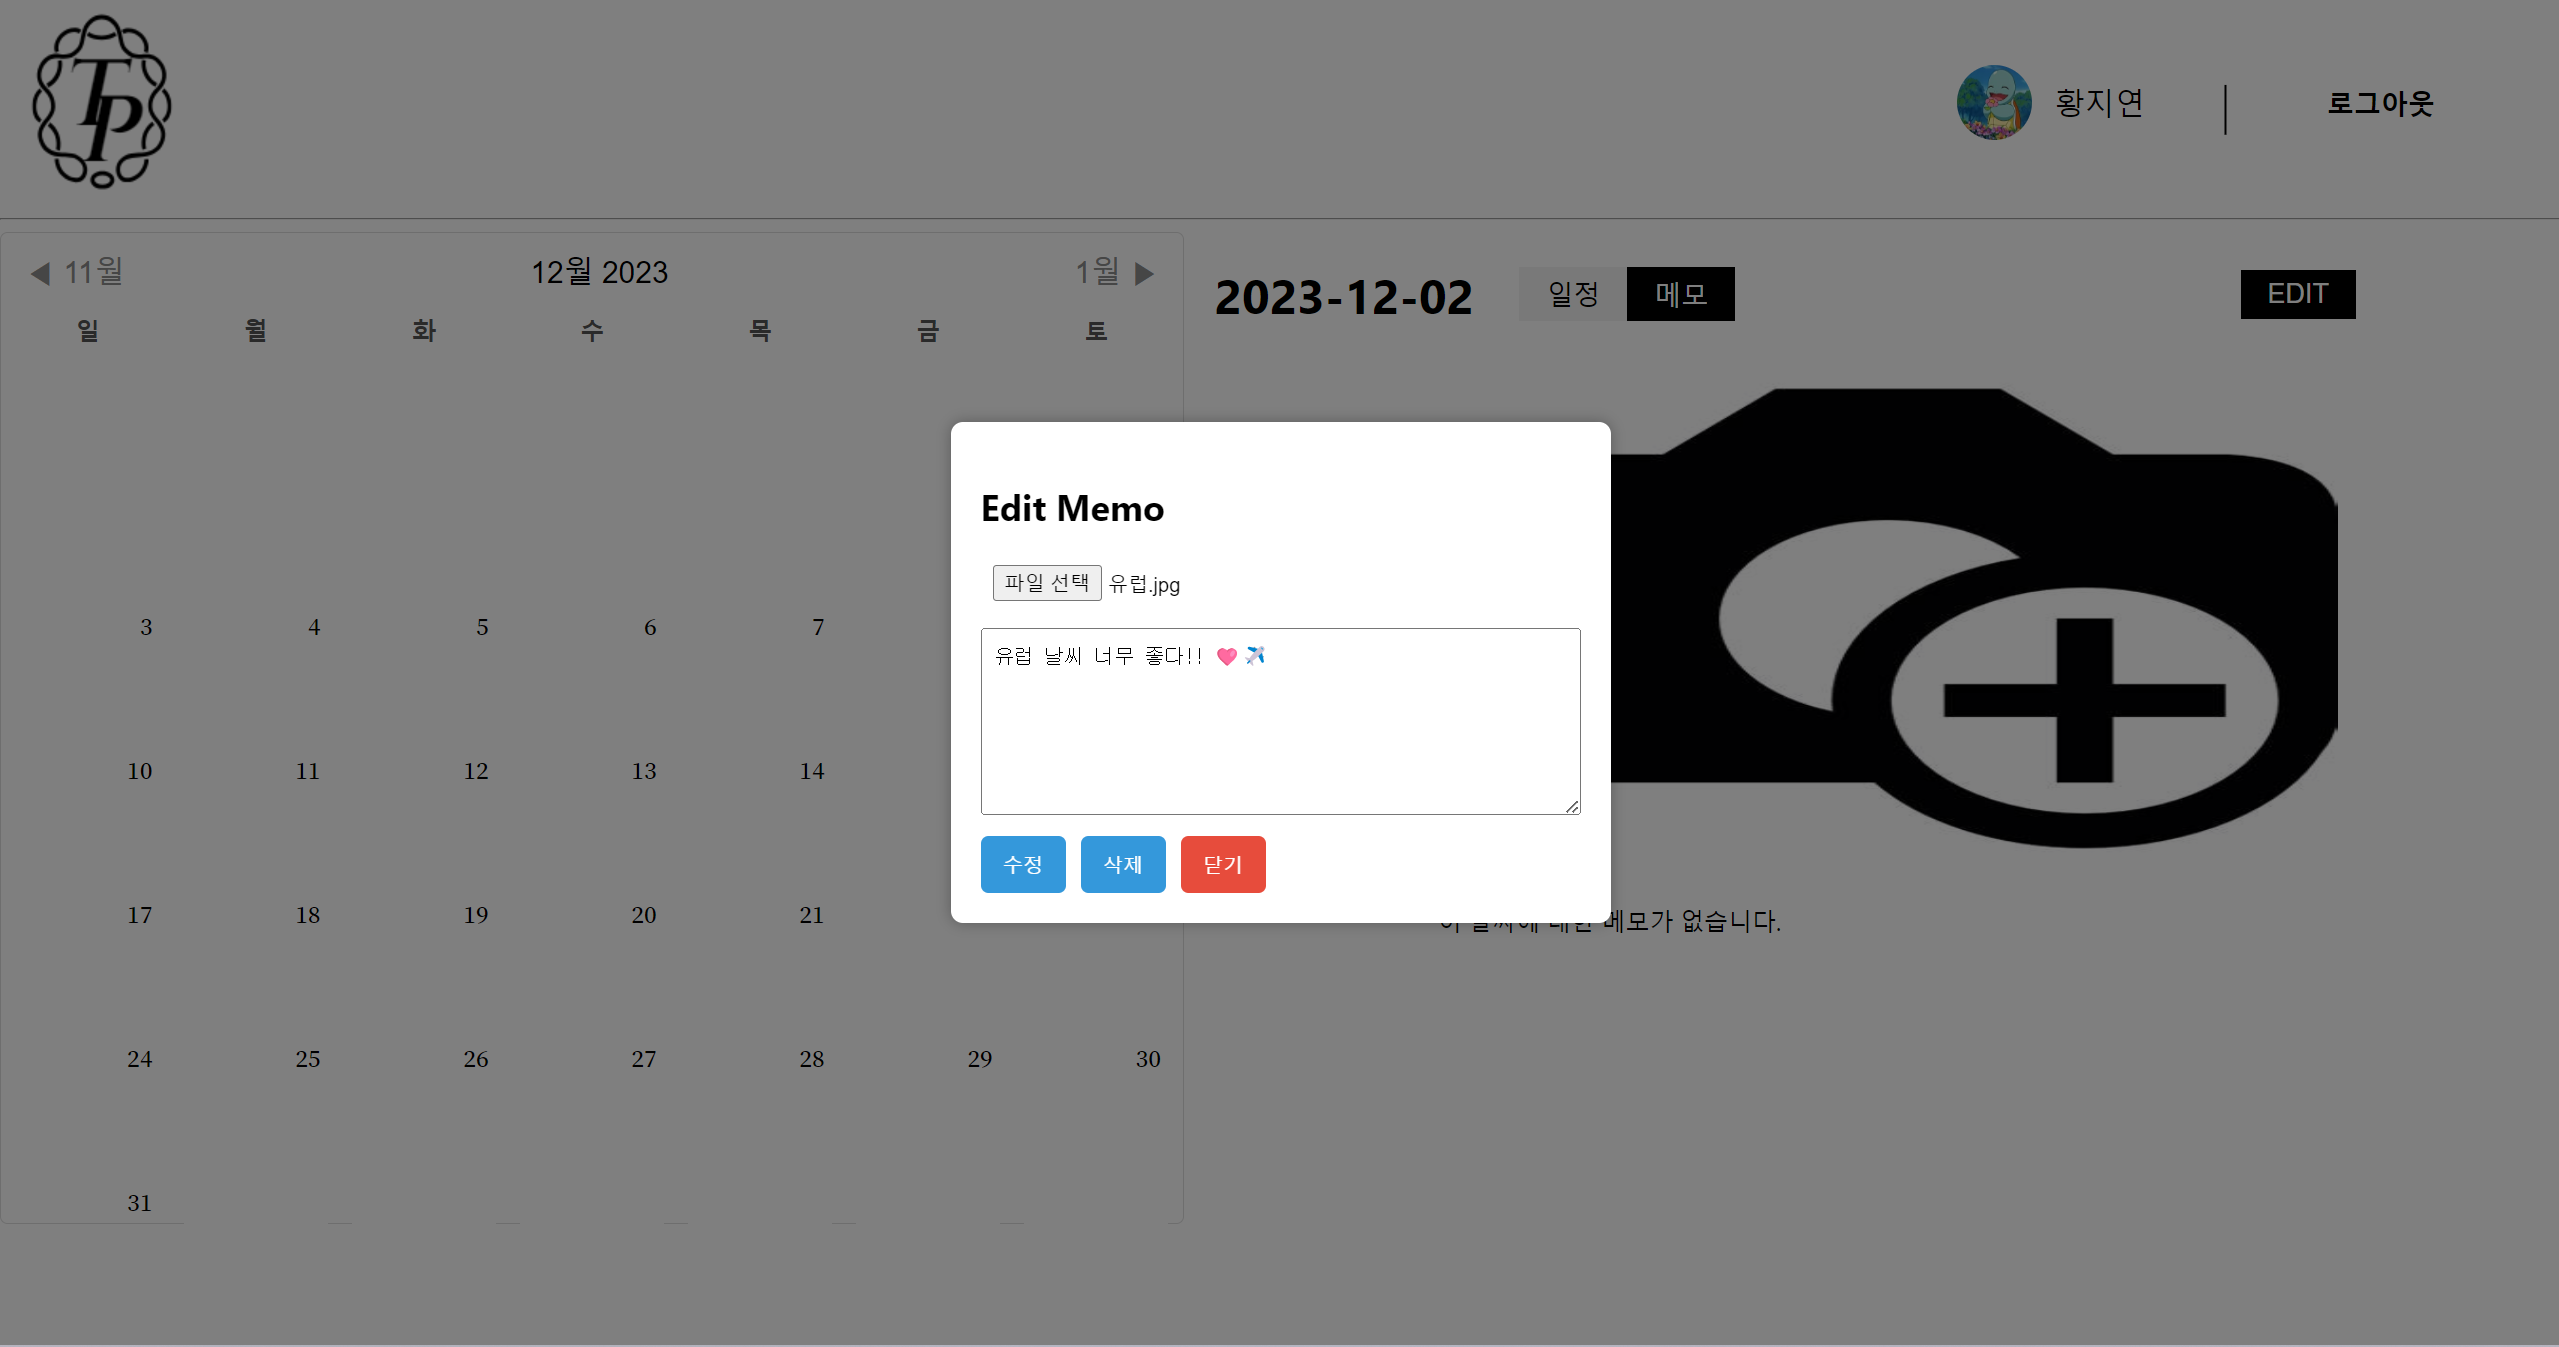 TP
황지연
로그아웃
◀ 11월
12월 2023
1월 ▶
일 월 화 수 목 금 토
3 4 5 6 7
10 11 12 13 14
17 18 19 20 21
24 25 26 27 28 29 30
31
2023-12-02
일정 메모
EDIT
Edit Memo
파일 선택 유럽.jpg
유럽 날씨 너무 좋다!! 🩷✈️
수정 삭제 닫기
메모가 없습니다.